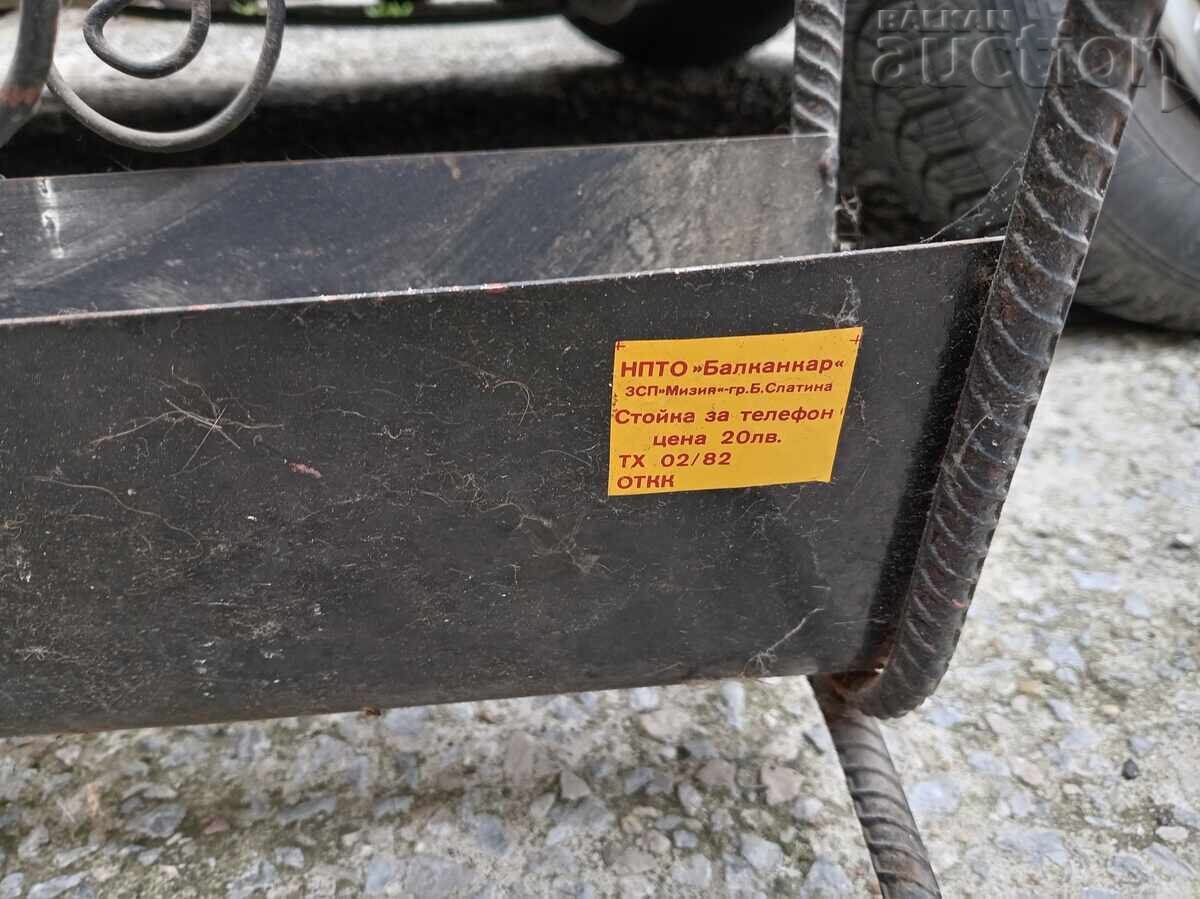 BALKAN
auction
НПТО »Балканкар«
ЗСП»Мизия«-гр.Б.Слатина
Стойка за телефон
цена 20лв.
ТХ 02/82
ОТКК